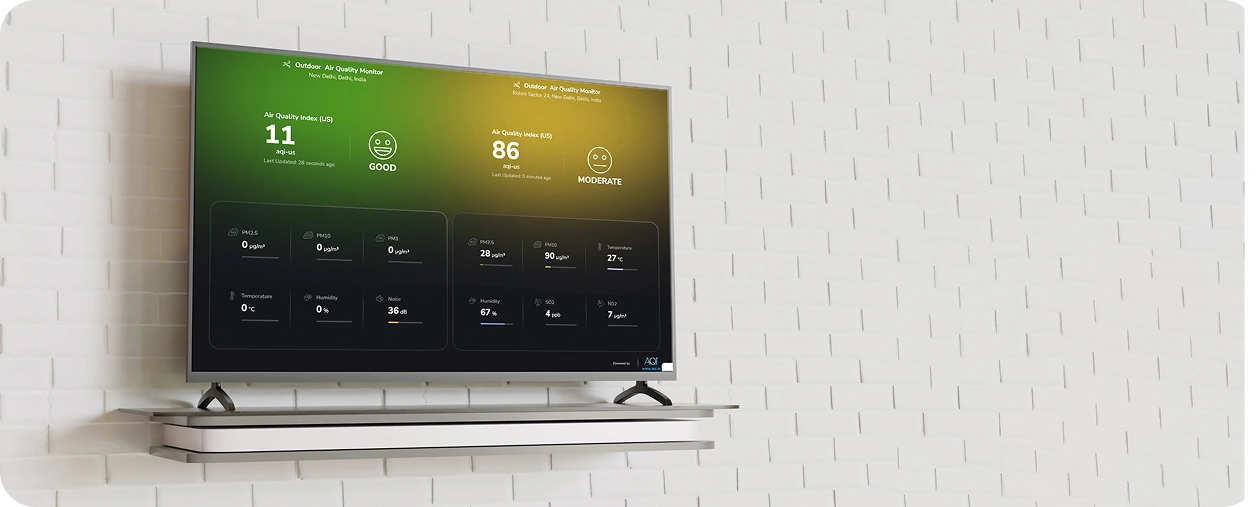 Outdoor Air Quality Monitor
New Delhi, Delhi, India
Air Quality Index (US)
11
aqi-us
Last Updated: 28 seconds ago
GOOD
PM2.5
0 µg/m³
PM10
0 µg/m³
PM1
0 µg/m³
Temperature
0 °C
Humidity
0 %
Noise
36 dB
Outdoor Air Quality Monitor
Rohini Sector 24, New Delhi, Delhi, India
Air Quality Index (US)
86
aqi-us
Last Updated: 5 minutes ago
MODERATE
PM2.5
28 µg/m³
PM10
90 µg/m³
Temperature
27 °C
Humidity
67 %
SO2
4 ppb
NO2
7 µg/m³
Powered by
AQI
www.aqi.in